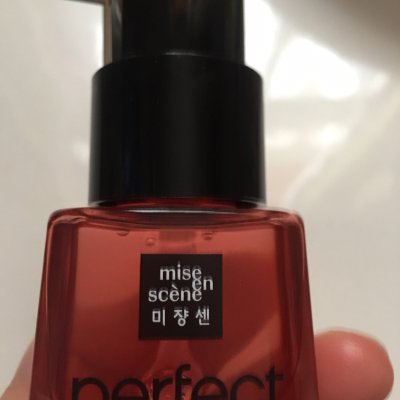 mise
en
scène
미쟝센
perfect